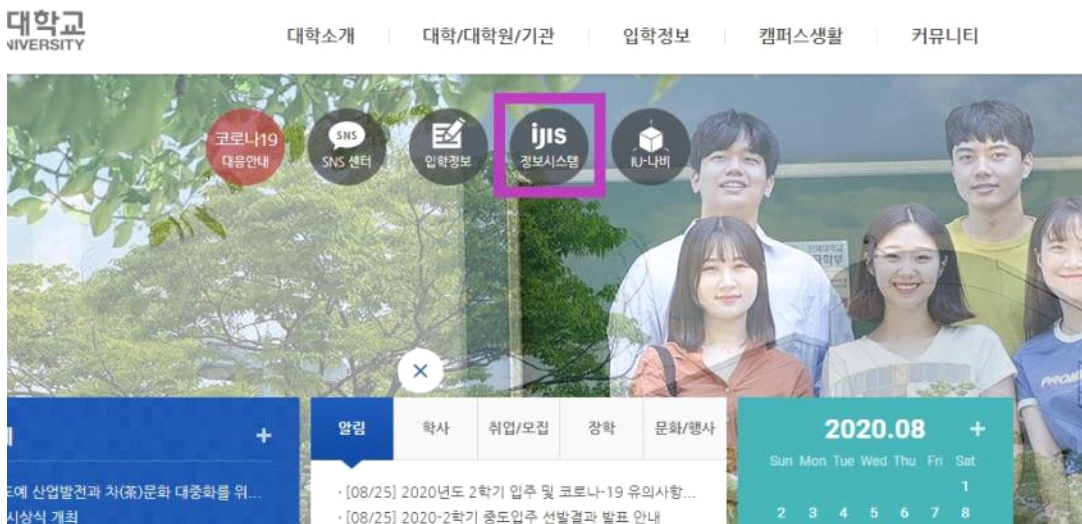 대학교
NIVERSITY
대학소개 대학/대학원/기관 입학정보 캠퍼스생활 커뮤니티
코로나19
대응안내
SNS
SNS 센터
입학정보
iJIS
정보시스템
IU-나비
알림 학사 취업/모집 장학 문화/행사
2020.08 +
Sun Mon Tue Wed Thu Fri Sat
1
2 3 4 5 6 7 8
산업발전과 차(茶)문화 대중화를 위...
시상식 개최
· [08/25] 2020년도 2학기 입주 및 코로나-19 유의사항...
· [08/25] 2020-2학기 중도입주 선발결과 발표 안내